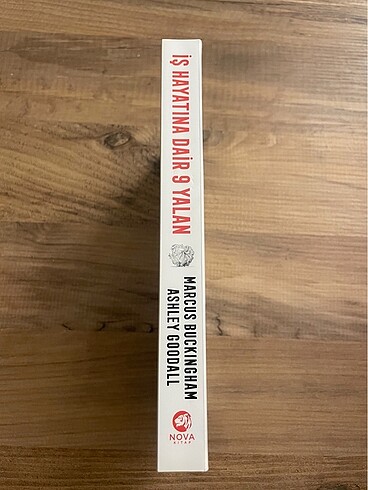 İŞ HAYATINA DAİR 9 YALAN
MARCUS BUCKINGHAM
ASHLEY GOODALL
NOVA
KİTAP